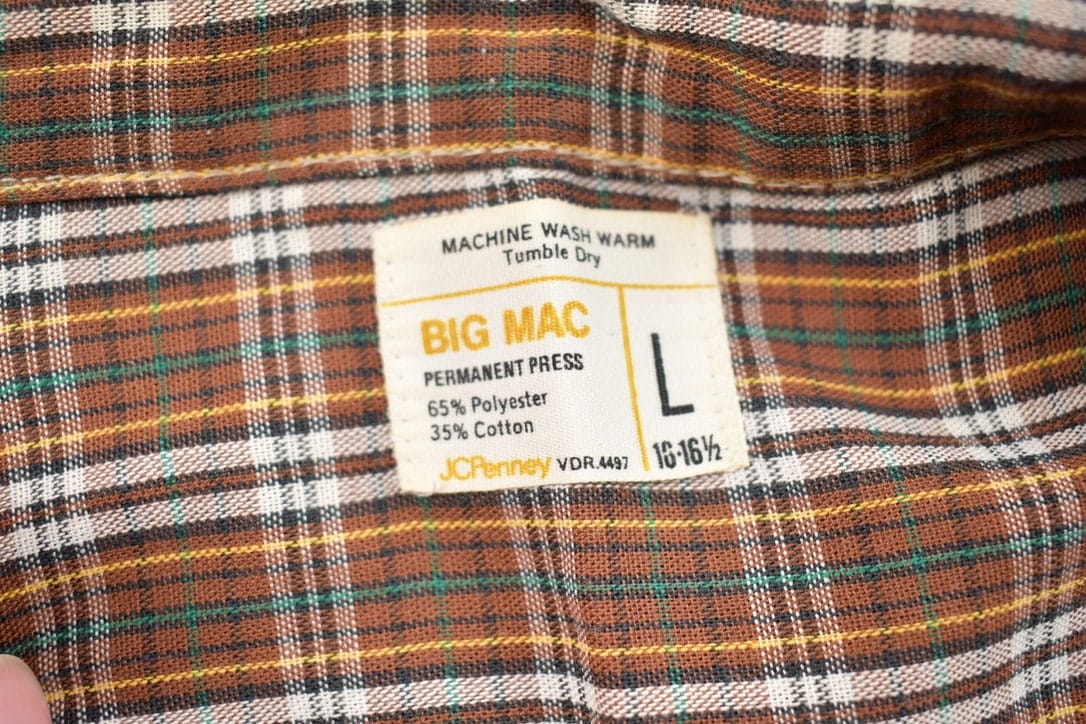 MACHINE WASH WARM
Tumble Dry
BIG MAC
PERMANENT PRESS
65% Polyester
35% Cotton
JCPenney VDR.4497
L
16-16½